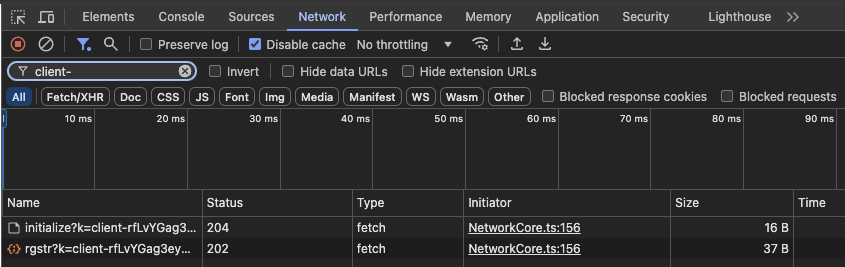 Elements Console Sources Network Performance Memory Application Security Lighthouse
Preserve log Disable cache No throttling
client- Invert Hide data URLs Hide extension URLs
All Fetch/XHR Doc CSS JS Font Img Media Manifest WS Wasm Other Blocked response cookies Blocked requests
10 ms 20 ms 30 ms 40 ms 50 ms 60 ms 70 ms 80 ms 90 ms
Name Status Type Initiator Size Time
initialize?k=client-rfLvYGag3... 204 fetch NetworkCore.ts:156 16 B
rgstr?k=client-rfLvYGag3ey... 202 fetch NetworkCore.ts:156 37 B